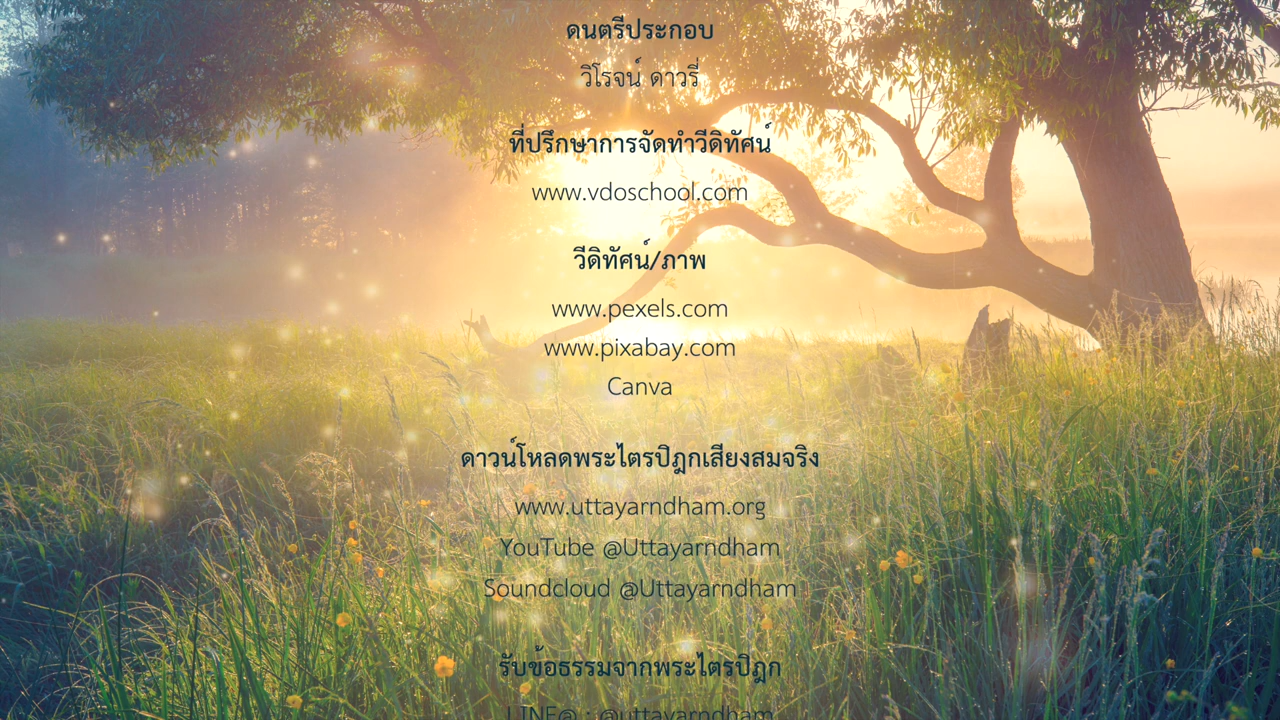 ดนตรีประกอบ
วิโรจน์ ดาวรี่
ที่ปรึกษาการจัดทำวีดิทัศน์
www.vdoschool.com
วีดิทัศน์/ภาพ
www.pexels.com
www.pixabay.com
Canva
ดาวน์โหลดพระไตรปิฎกเสียงสมจริง
www.uttayarndham.org
YouTube @Uttayarndham
Soundcloud @Uttayarndham
รับข้อธรรมจากพระไตรปิฎก
LINE@ : @uttayarndham